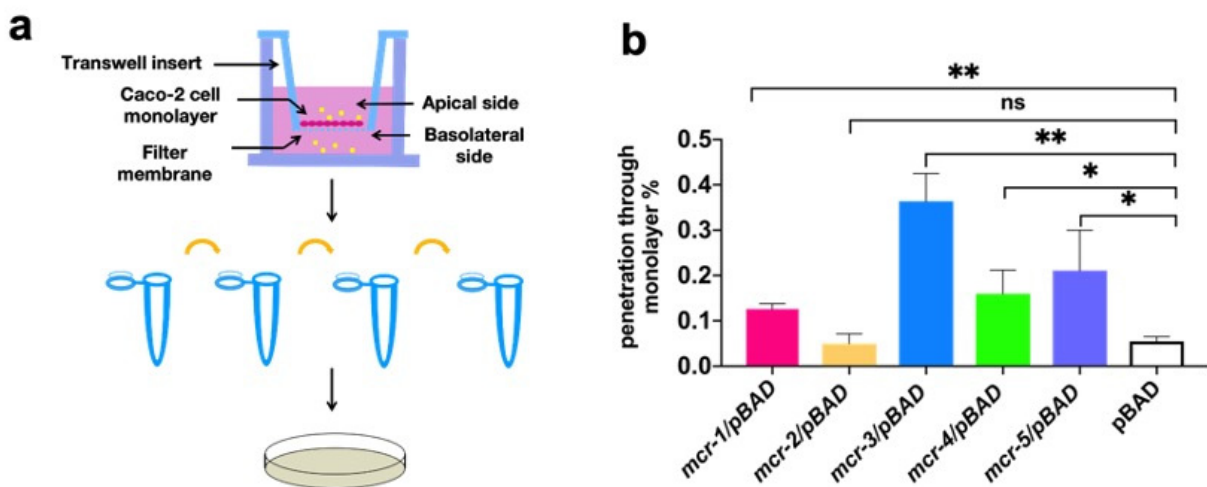 a
Transwell insert
Caco-2 cell
monolayer
Filter
membrane
Apical side
Basolateral
side
b
**
ns
**
*
*
penetration through
monolayer %
0.5
0.4
0.3
0.2
0.1
0.0
mcr-1/pBAD
mcr-2/pBAD
mcr-3/pBAD
mcr-4/pBAD
mcr-5/pBAD
pBAD